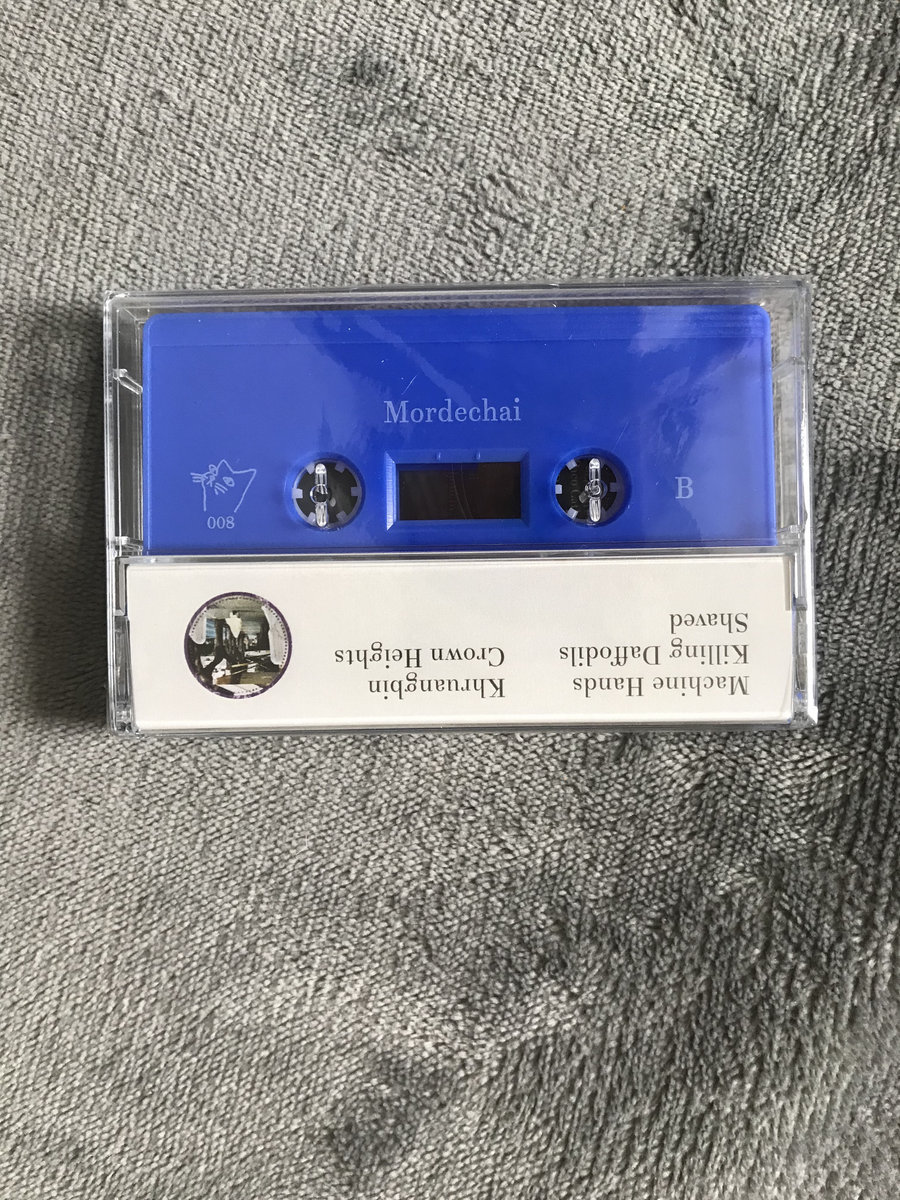 Mordechai
008
B
Machine Hands
Killing Daffodils
Shaved
Khruangbin
Crown Heights